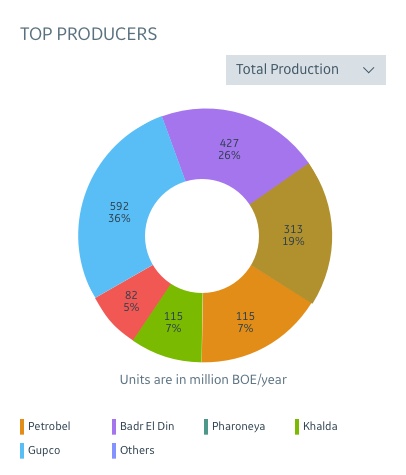 TOP PRODUCERS
Total Production
427
26%
592
36%
313
19%
82
5%
115
7%
115
7%
Units are in million BOE/year
Petrobel
Badr El Din
Pharoneya
Khalda
Gupco
Others